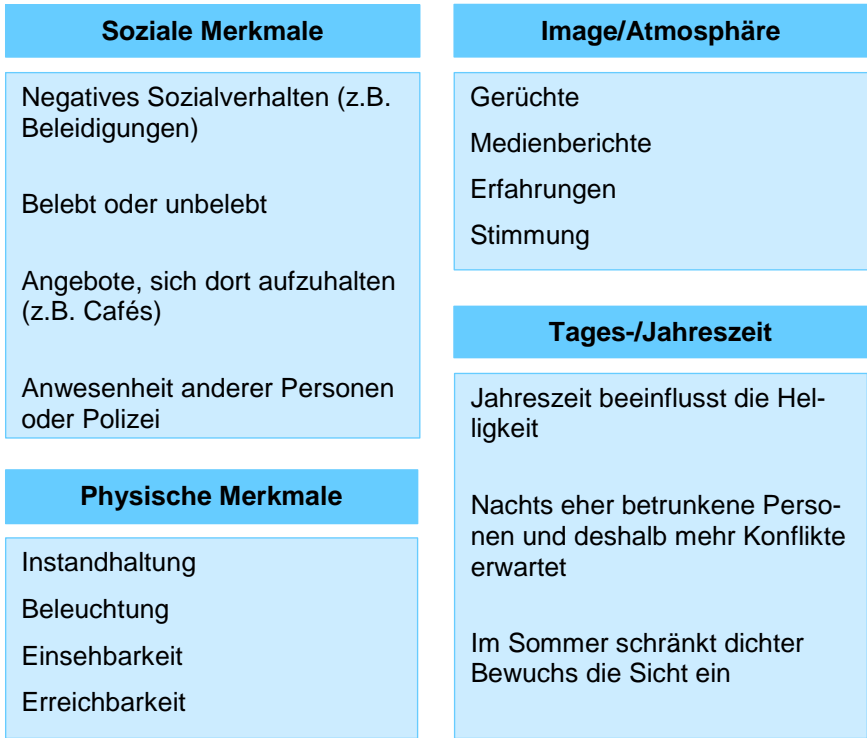 Soziale Merkmale
Negatives Sozialverhalten (z.B.
Beleidigungen)
Belebt oder unbelebt
Angebote, sich dort aufzuhalten
(z.B. Cafés)
Anwesenheit anderer Personen
oder Polizei
Physische Merkmale
Instandhaltung
Beleuchtung
Einsehbarkeit
Erreichbarkeit
Image/Atmosphäre
Gerüchte
Medienberichte
Erfahrungen
Stimmung
Tages-/Jahreszeit
Jahreszeit beeinflusst die Hel-
ligkeit
Nachts eher betrunkene Perso-
nen und deshalb mehr Konflikte
erwartet
Im Sommer schränkt dichter
Bewuchs die Sicht ein